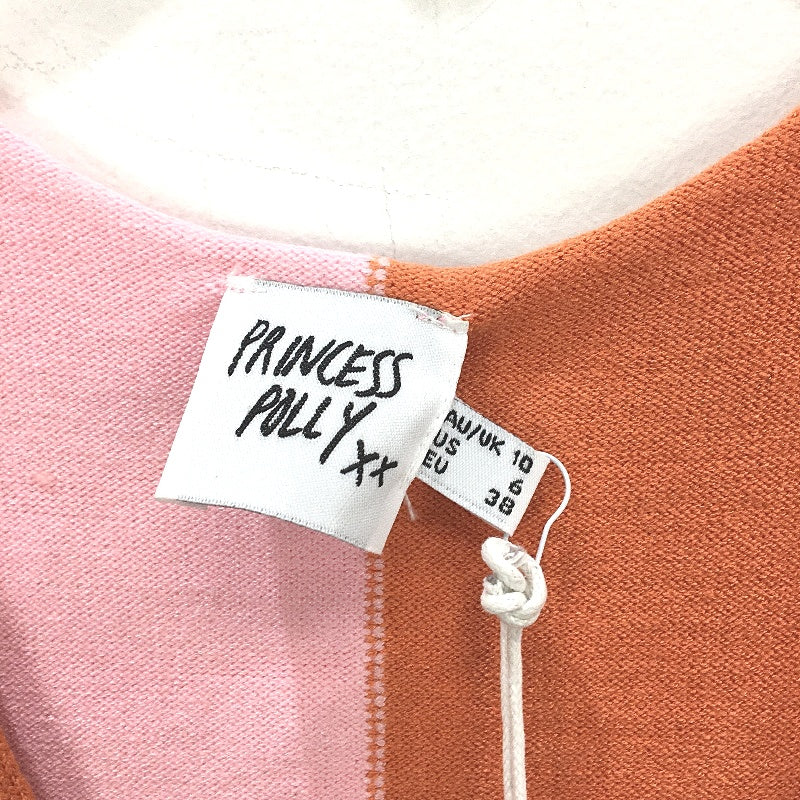 PRINCESS
POLLY
xx
AU/UK 10
US 6
EU 38